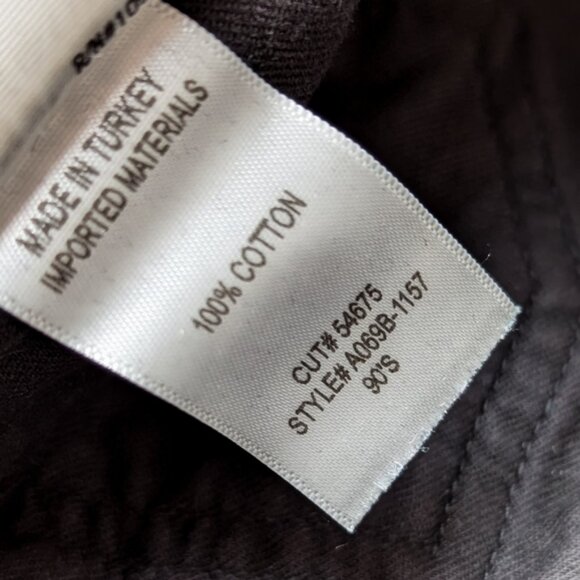 MADE IN TURKEY
IMPORTED MATERIALS
100% COTTON
CUT# 54675
STYLE# A069B-1157
90'S